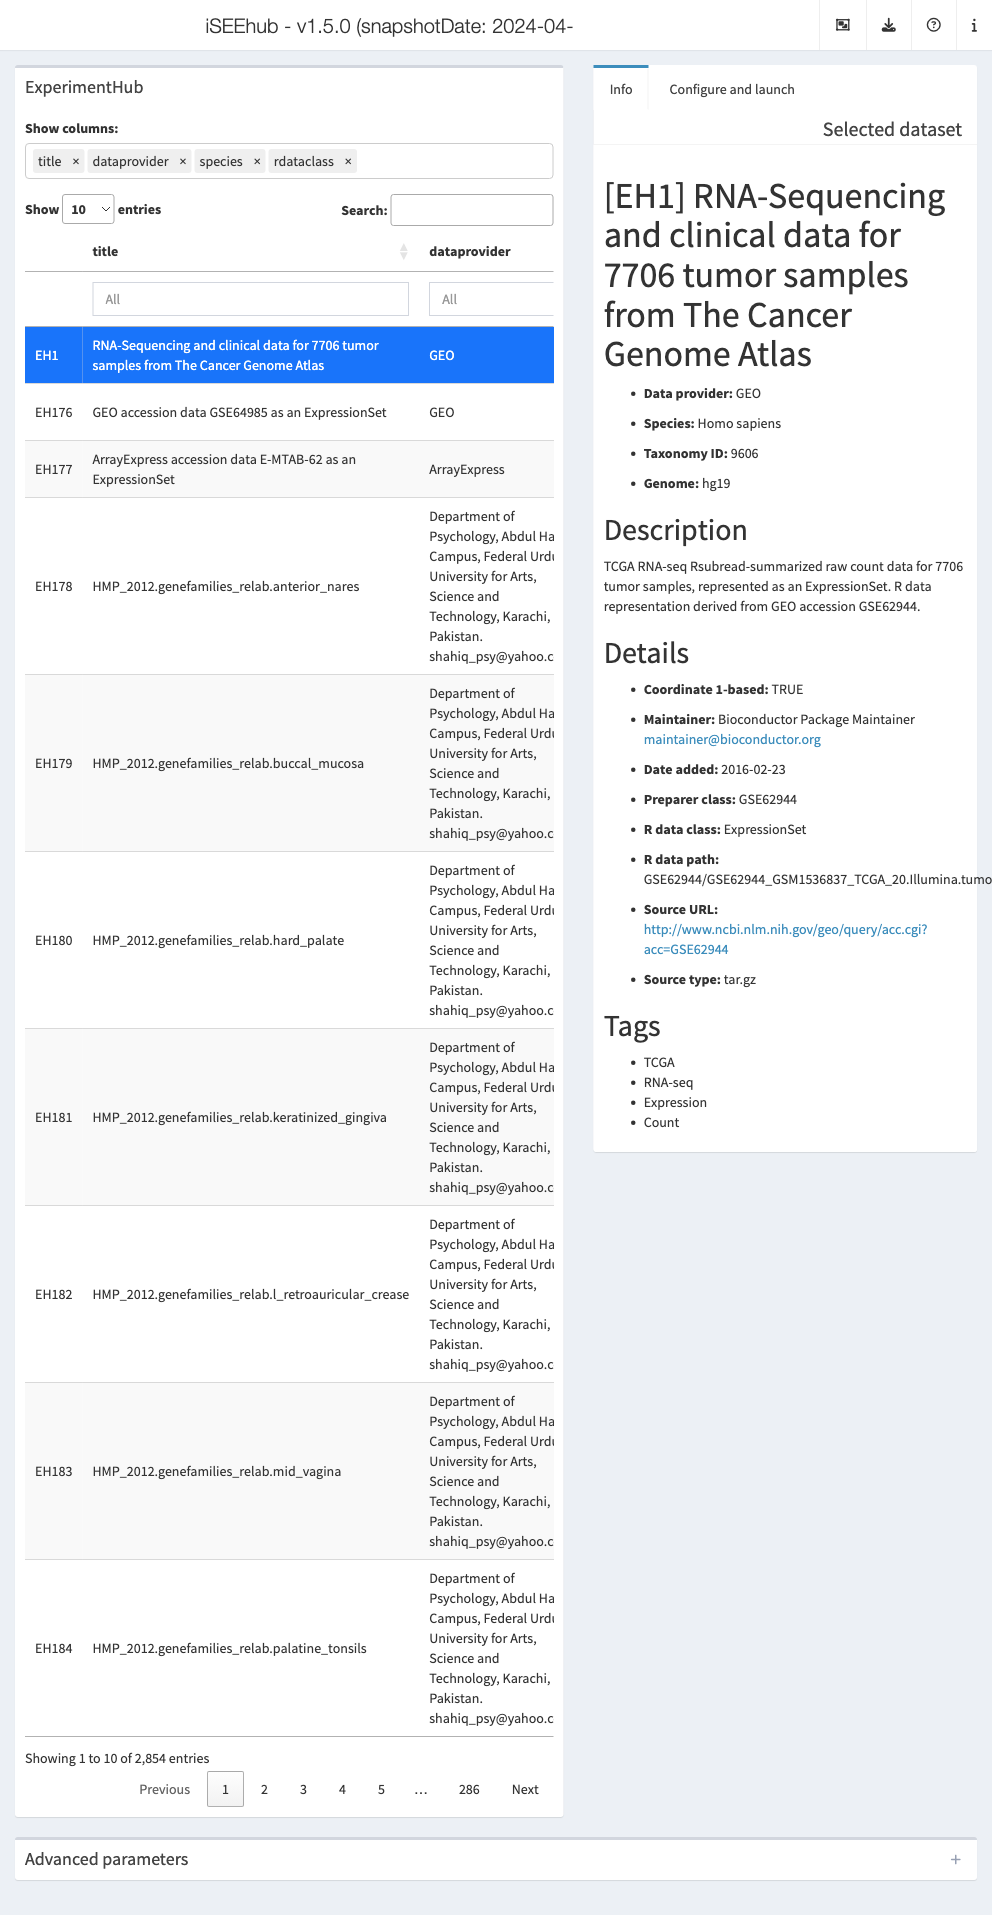 iSEEhub - v1.5.0 (snapshotDate: 2024-04-
ExperimentHub
Show columns:
title × dataprovider × species × rdataclass ×
Show 10 entries
Search:
title dataprovider
All All
EH1 RNA-Sequencing and clinical data for 7706 tumor samples from The Cancer Genome Atlas GEO
EH176 GEO accession data GSE64985 as an ExpressionSet GEO
EH177 ArrayExpress accession data E-MTAB-62 as an ExpressionSet ArrayExpress
EH178 HMP_2012.genefamilies_relab.anterior_nares
Department of
Psychology, Abdul Ha
Campus, Federal Urdu
University for Arts,
Science and
Technology, Karachi,
Pakistan.
shahiq_psy@yahoo.c
EH179 HMP_2012.genefamilies_relab.buccal_mucosa
Department of
Psychology, Abdul Ha
Campus, Federal Urdu
University for Arts,
Science and
Technology, Karachi,
Pakistan.
shahiq_psy@yahoo.c
EH180 HMP_2012.genefamilies_relab.hard_palate
Department of
Psychology, Abdul Ha
Campus, Federal Urdu
University for Arts,
Science and
Technology, Karachi,
Pakistan.
shahiq_psy@yahoo.c
EH181 HMP_2012.genefamilies_relab.keratinized_gingiva
Department of
Psychology, Abdul Ha
Campus, Federal Urdu
University for Arts,
Science and
Technology, Karachi,
Pakistan.
shahiq_psy@yahoo.c
EH182 HMP_2012.genefamilies_relab.l_retroauricular_crease
Department of
Psychology, Abdul Ha
Campus, Federal Urdu
University for Arts,
Science and
Technology, Karachi,
Pakistan.
shahiq_psy@yahoo.c
EH183 HMP_2012.genefamilies_relab.mid_vagina
Department of
Psychology, Abdul Ha
Campus, Federal Urdu
University for Arts,
Science and
Technology, Karachi,
Pakistan.
shahiq_psy@yahoo.c
EH184 HMP_2012.genefamilies_relab.palatine_tonsils
Department of
Psychology, Abdul Ha
Campus, Federal Urdu
University for Arts,
Science and
Technology, Karachi,
Pakistan.
shahiq_psy@yahoo.c
Showing 1 to 10 of 2,854 entries
Previous 1 2 3 4 5 … 286 Next
Info Configure and launch
Selected dataset
[EH1] RNA-Sequencing
and clinical data for
7706 tumor samples
from The Cancer
Genome Atlas
• Data provider: GEO
• Species: Homo sapiens
• Taxonomy ID: 9606
• Genome: hg19
Description
TCGA RNA-seq Rsubread-summarized raw count data for 7706
tumor samples, represented as an ExpressionSet. R data
representation derived from GEO accession GSE62944.
Details
• Coordinate 1-based: TRUE
• Maintainer: Bioconductor Package Maintainer
maintainer@bioconductor.org
• Date added: 2016-02-23
• Preparer class: GSE62944
• R data class: ExpressionSet
• R data path:
GSE62944/GSE62944_GSM1536837_TCGA_20.Illumina.tumo
• Source URL:
http://www.ncbi.nlm.nih.gov/geo/query/acc.cgi?
acc=GSE62944
• Source type: tar.gz
Tags
• TCGA
• RNA-seq
• Expression
• Count
Advanced parameters +